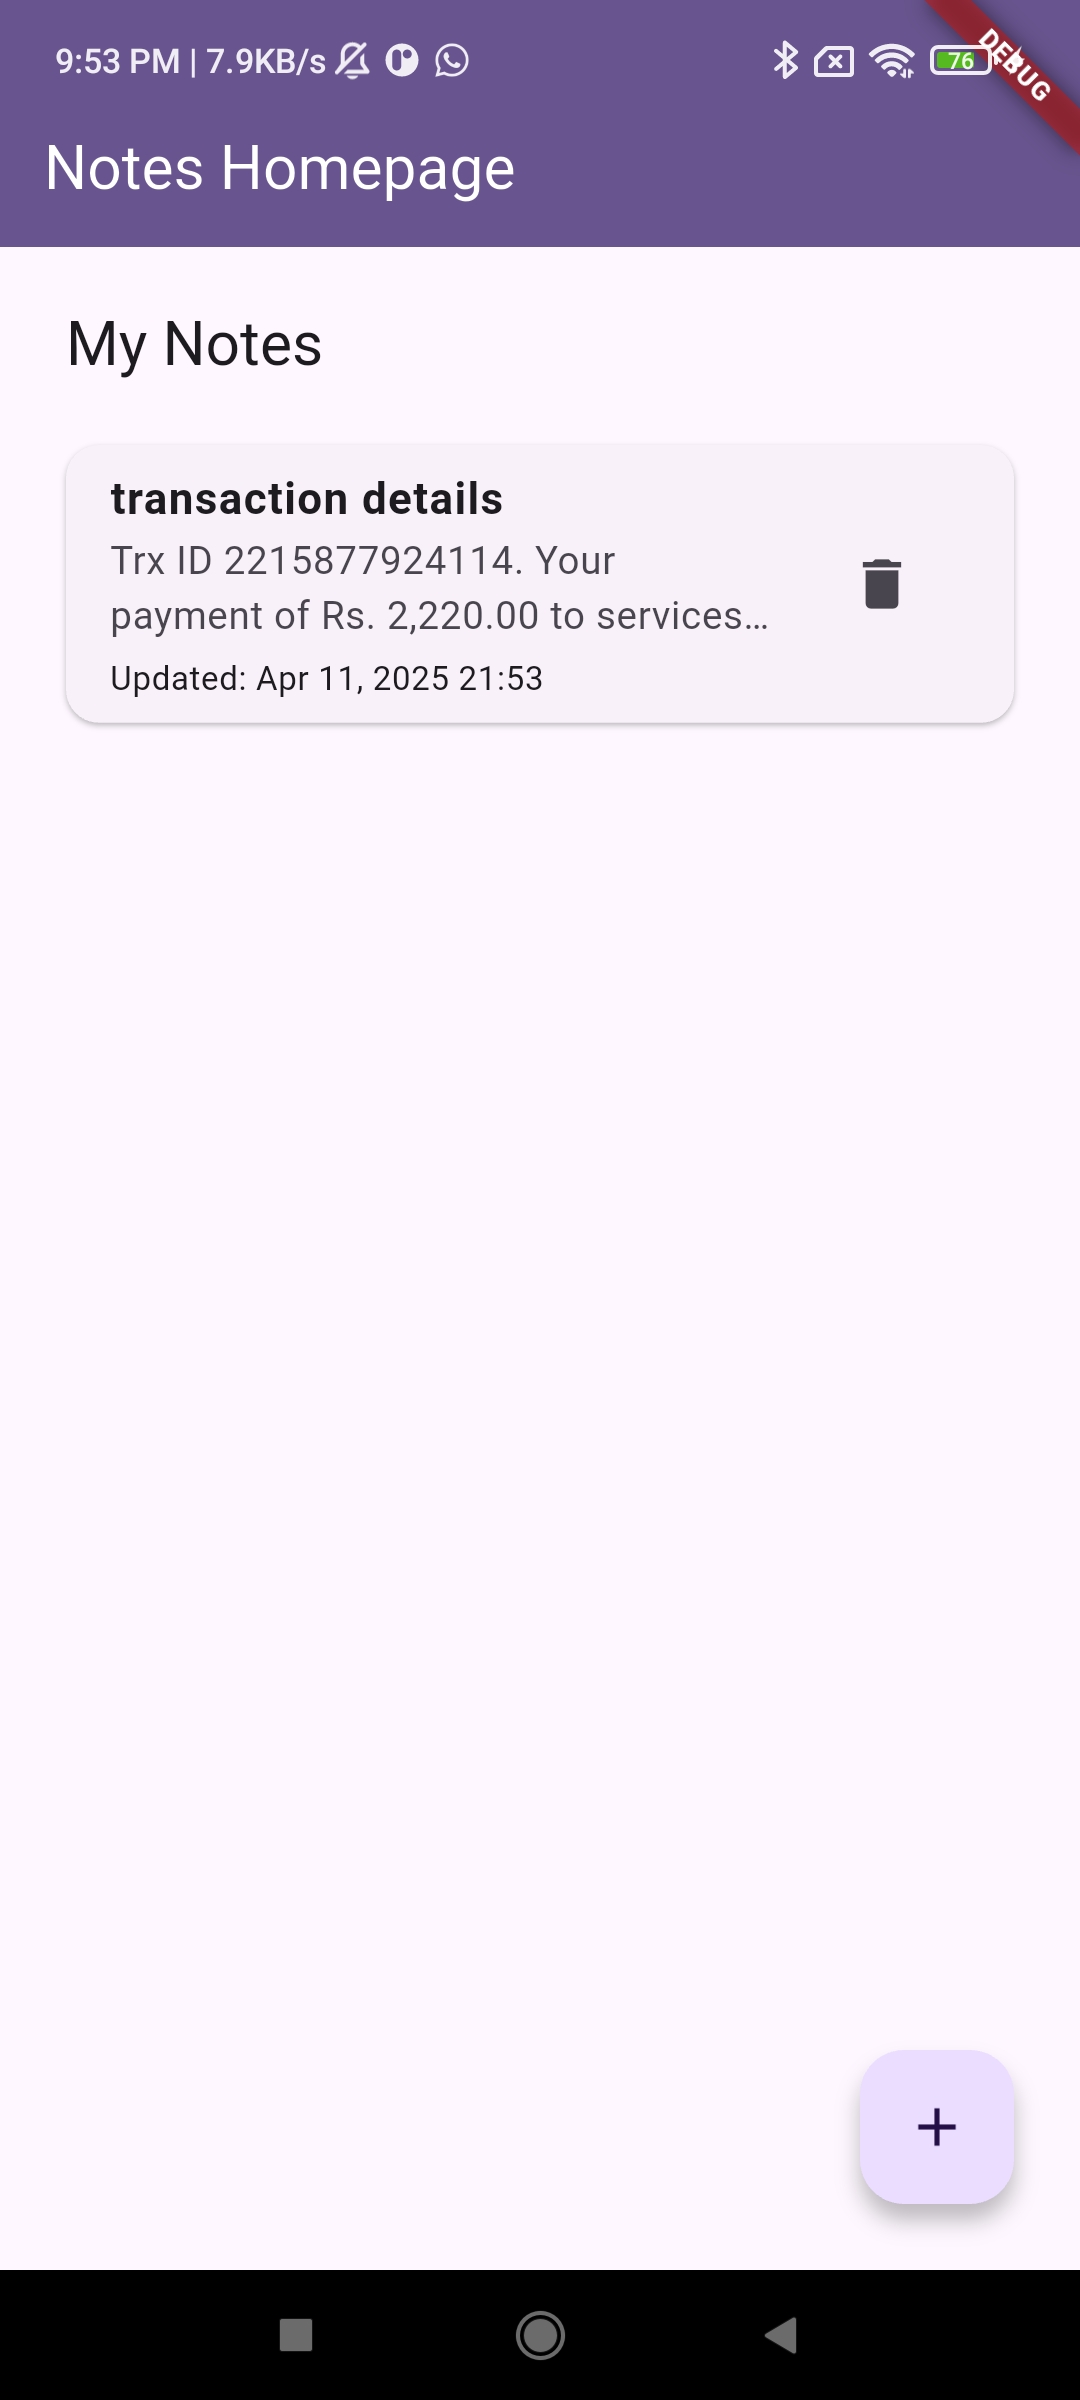 9:53 PM | 7.9KB/s
76
DEBUG
Notes Homepage
My Notes
transaction details
Trx ID 2215877924114. Your
payment of Rs. 2,220.00 to services…
Updated: Apr 11, 2025 21:53